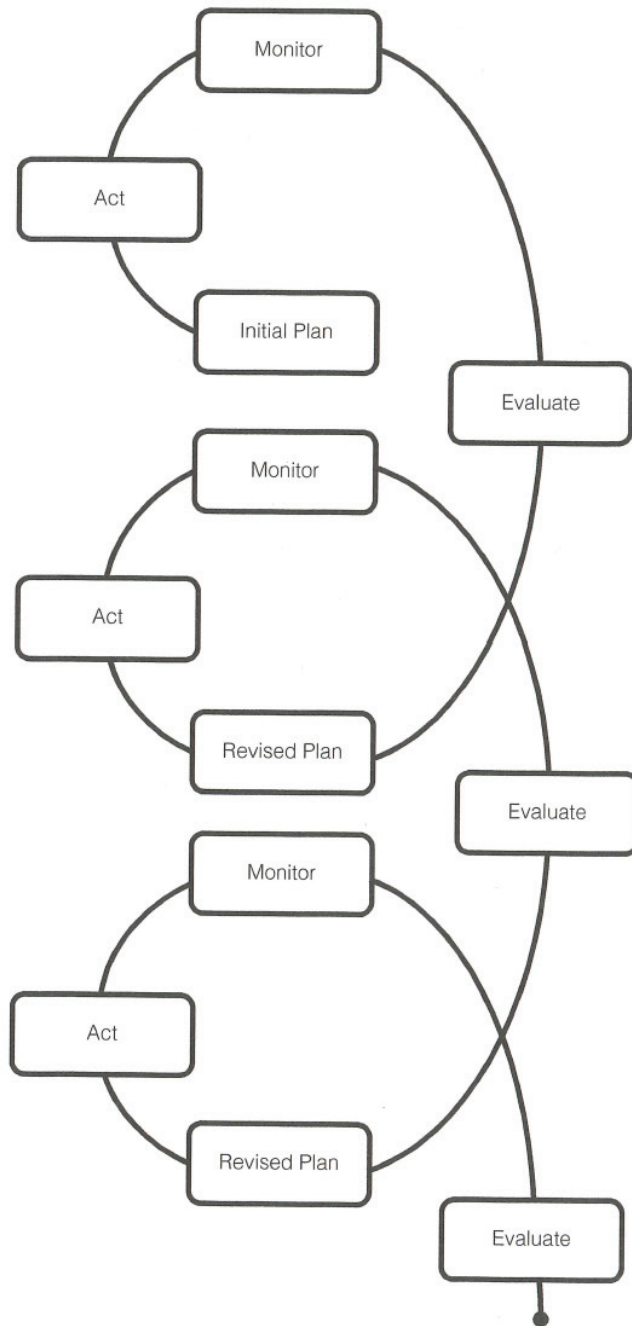 Monitor
Act
Initial Plan
Evaluate
Monitor
Act
Revised Plan
Evaluate
Monitor
Act
Revised Plan
Evaluate